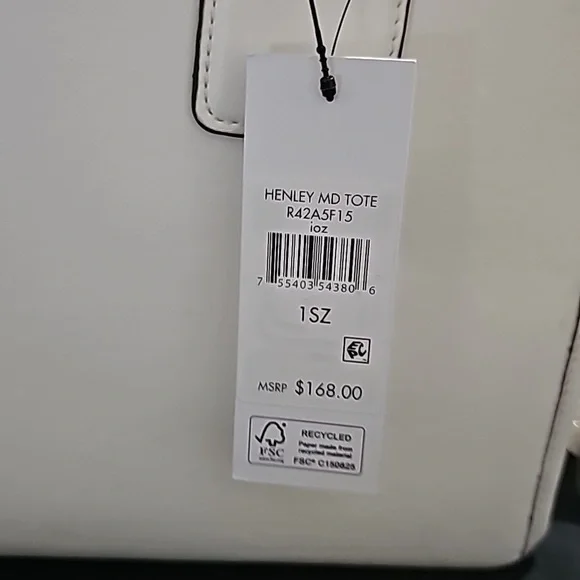 HENLEY MD TOTE
R42A5F15
ioz
7 55403 54380 6
1SZ
MSRP $168.00
FSC
RECYCLED
Paper made from
recycled material
FSC® C150625